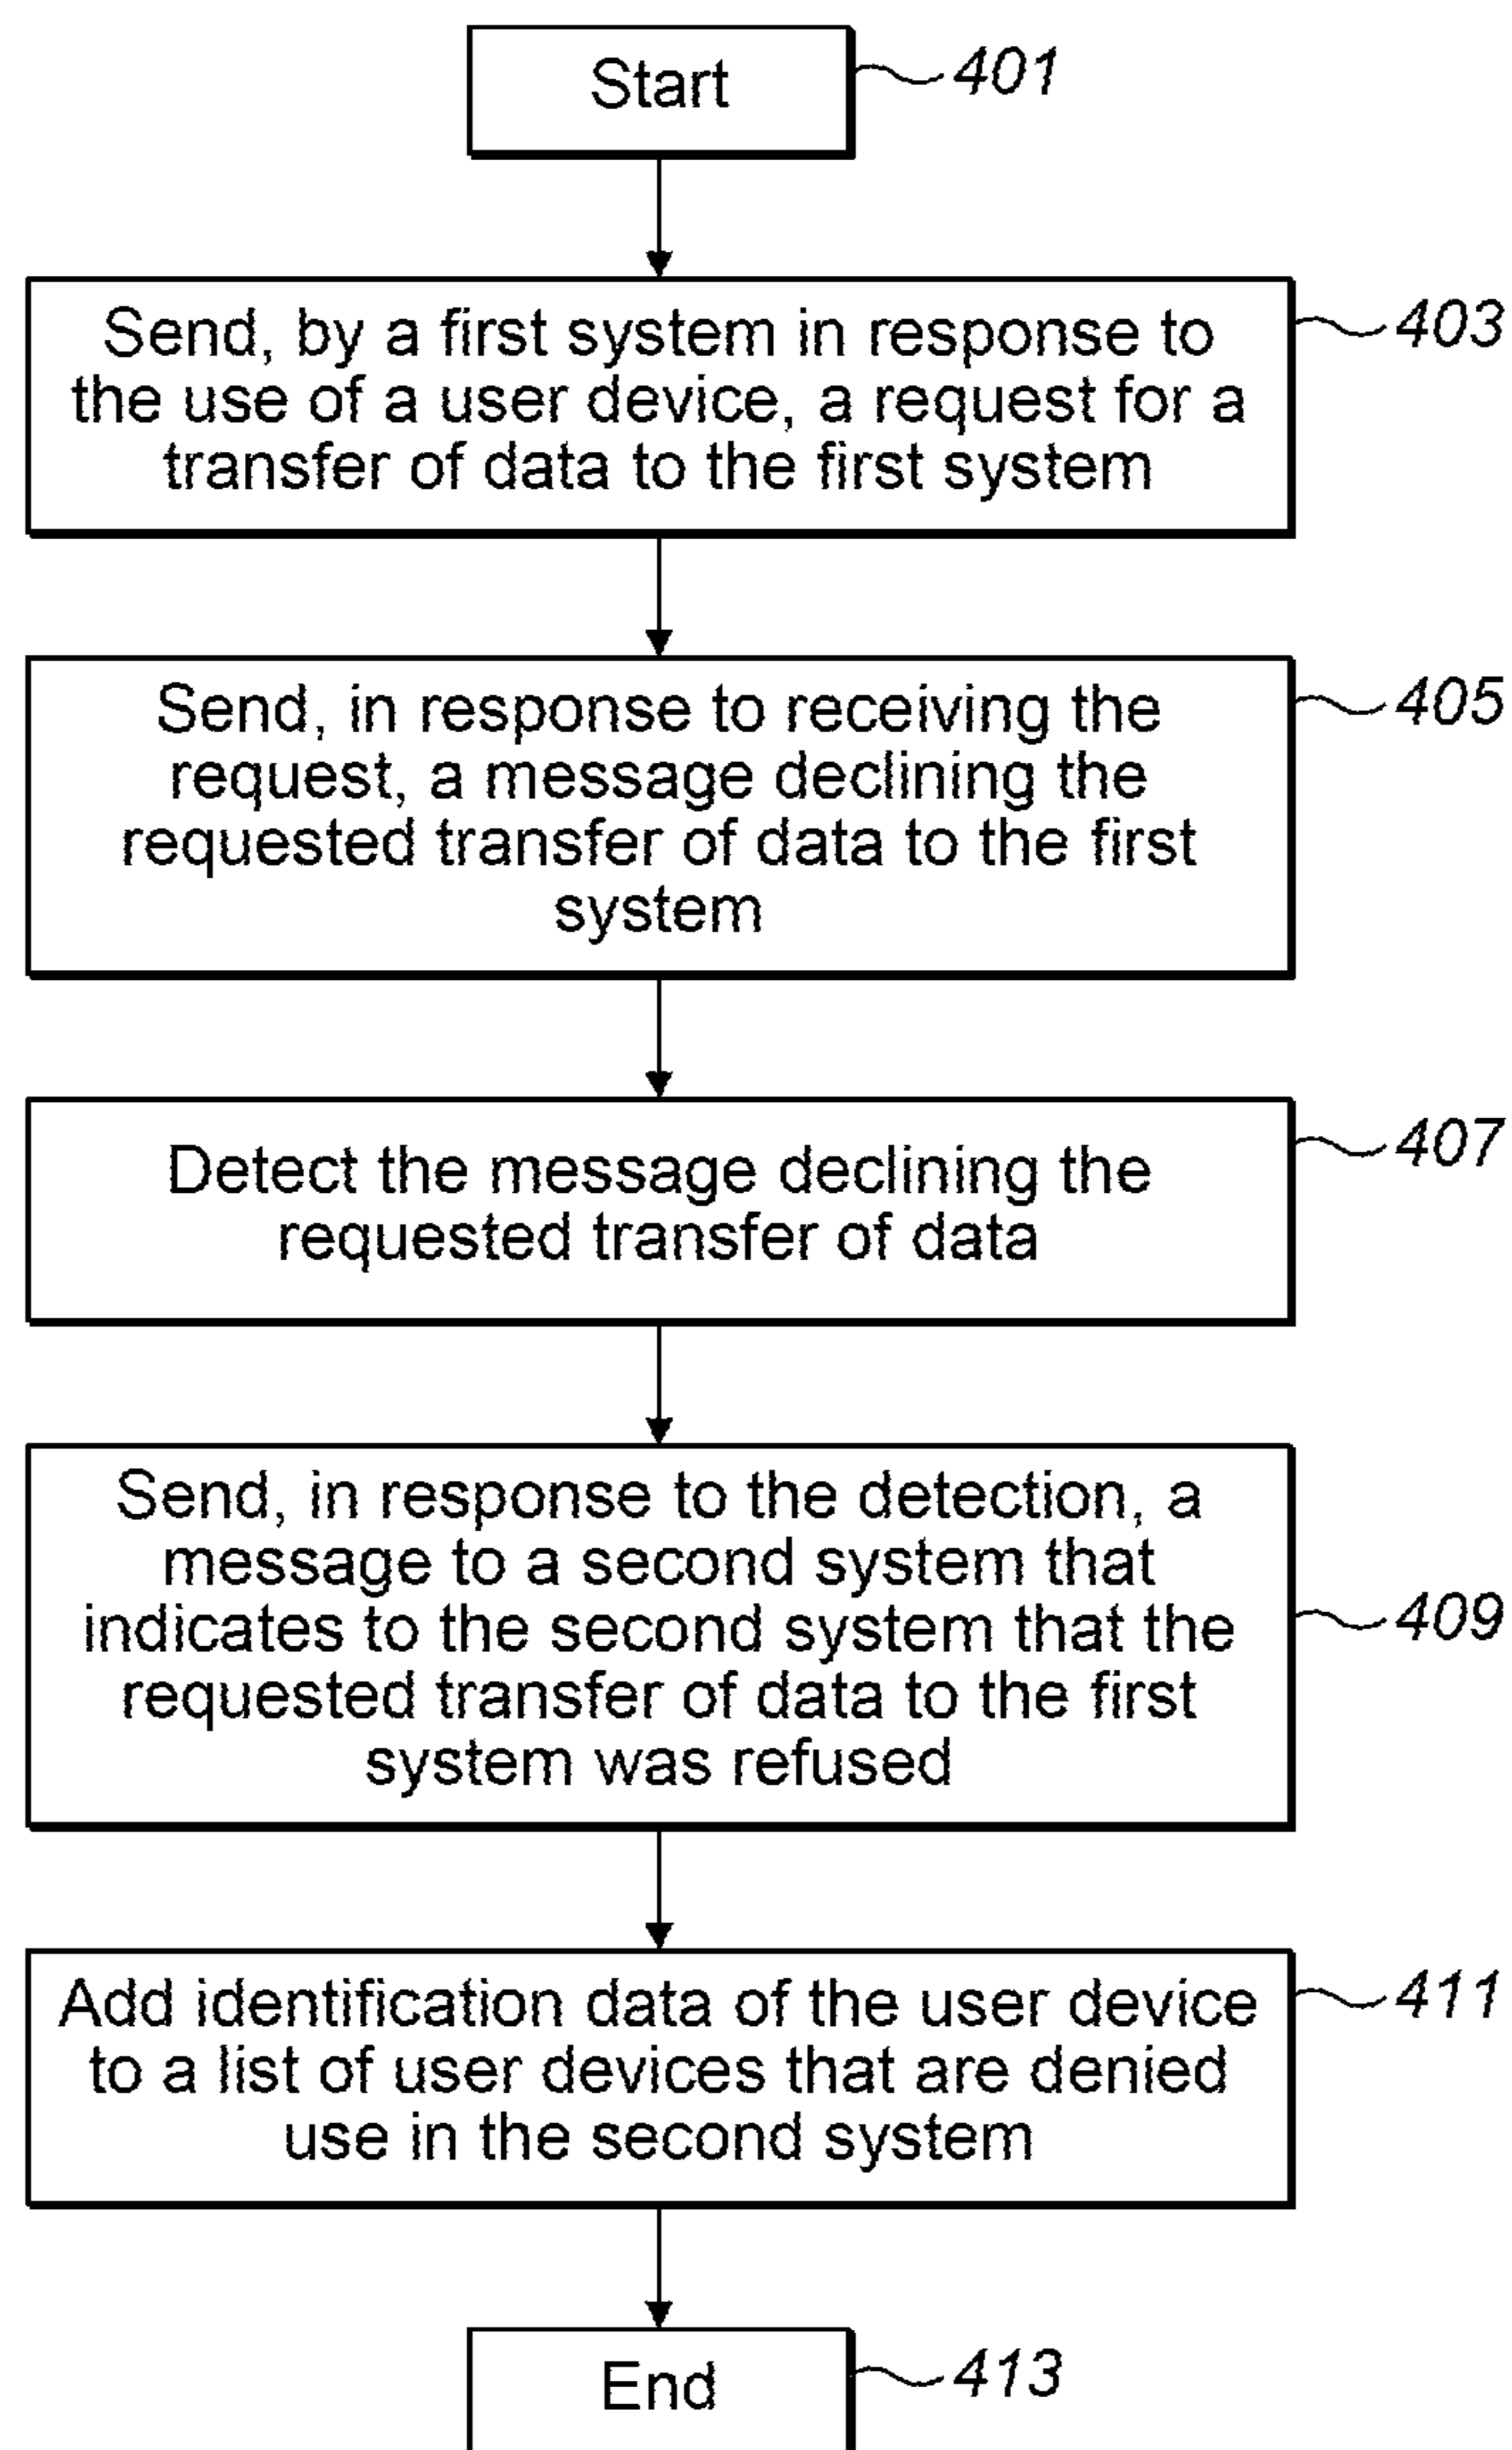 Start
401
Send, by a first system in response to
the use of a user device, a request for a
transfer of data to the first system
403
Send, in response to receiving the
request, a message declining the
requested transfer of data to the first
system
405
Detect the message declining the
requested transfer of data
407
Send, in response to the detection, a
message to a second system that
indicates to the second system that the
requested transfer of data to the first
system was refused
409
Add identification data of the user device
to a list of user devices that are denied
use in the second system
411
End
413